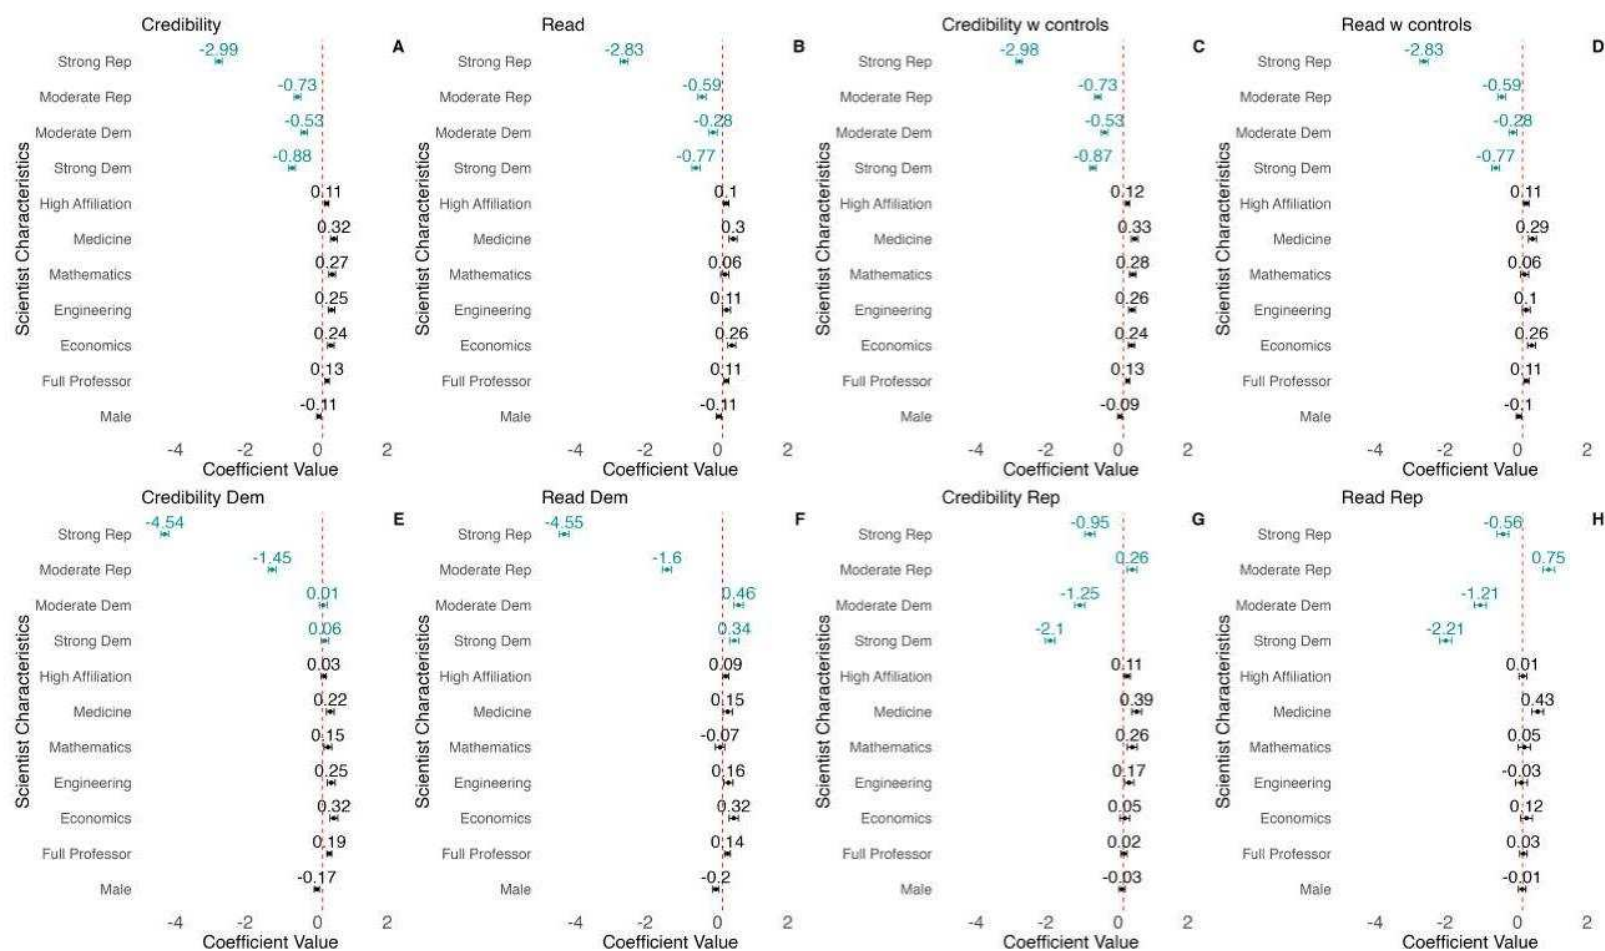 Credibility
A
Scientist Characteristics
Strong Rep -2.99
Moderate Rep -0.73
Moderate Dem -0.53
Strong Dem -0.88
High Affiliation 0.11
Medicine 0.32
Mathematics 0.27
Engineering 0.25
Economics 0.24
Full Professor 0.13
Male -0.11
-4 -2 0 2
Coefficient Value
Read
B
Scientist Characteristics
Strong Rep -2.83
Moderate Rep -0.59
Moderate Dem -0.28
Strong Dem -0.77
High Affiliation 0.1
Medicine 0.3
Mathematics 0.06
Engineering 0.11
Economics 0.26
Full Professor 0.11
Male -0.11
-4 -2 0 2
Coefficient Value
Credibility w controls
C
Scientist Characteristics
Strong Rep -2.98
Moderate Rep -0.73
Moderate Dem -0.53
Strong Dem -0.87
High Affiliation 0.12
Medicine 0.33
Mathematics 0.28
Engineering 0.26
Economics 0.24
Full Professor 0.13
Male -0.09
-4 -2 0 2
Coefficient Value
Read w controls
D
Scientist Characteristics
Strong Rep -2.83
Moderate Rep -0.59
Moderate Dem -0.28
Strong Dem -0.77
High Affiliation 0.11
Medicine 0.29
Mathematics 0.06
Engineering 0.1
Economics 0.26
Full Professor 0.11
Male -0.1
-4 -2 0 2
Coefficient Value
Credibility Dem
E
Scientist Characteristics
Strong Rep -4.54
Moderate Rep -1.45
Moderate Dem 0.01
Strong Dem 0.06
High Affiliation 0.03
Medicine 0.22
Mathematics 0.15
Engineering 0.25
Economics 0.32
Full Professor 0.19
Male -0.17
-4 -2 0 2
Coefficient Value
Read Dem
F
Scientist Characteristics
Strong Rep -4.55
Moderate Rep -1.6
Moderate Dem 0.46
Strong Dem 0.34
High Affiliation 0.09
Medicine 0.15
Mathematics -0.07
Engineering 0.16
Economics 0.32
Full Professor 0.14
Male -0.2
-4 -2 0 2
Coefficient Value
Credibility Rep
G
Scientist Characteristics
Strong Rep -0.95
Moderate Rep 0.26
Moderate Dem -1.25
Strong Dem -2.1
High Affiliation 0.11
Medicine 0.39
Mathematics 0.26
Engineering 0.17
Economics 0.05
Full Professor 0.02
Male -0.03
-4 -2 0 2
Coefficient Value
Read Rep
H
Scientist Characteristics
Strong Rep -0.56
Moderate Rep 0.75
Moderate Dem -1.21
Strong Dem -2.21
High Affiliation 0.01
Medicine 0.43
Mathematics 0.05
Engineering -0.03
Economics 0.12
Full Professor 0.03
Male -0.01
-4 -2 0 2
Coefficient Value